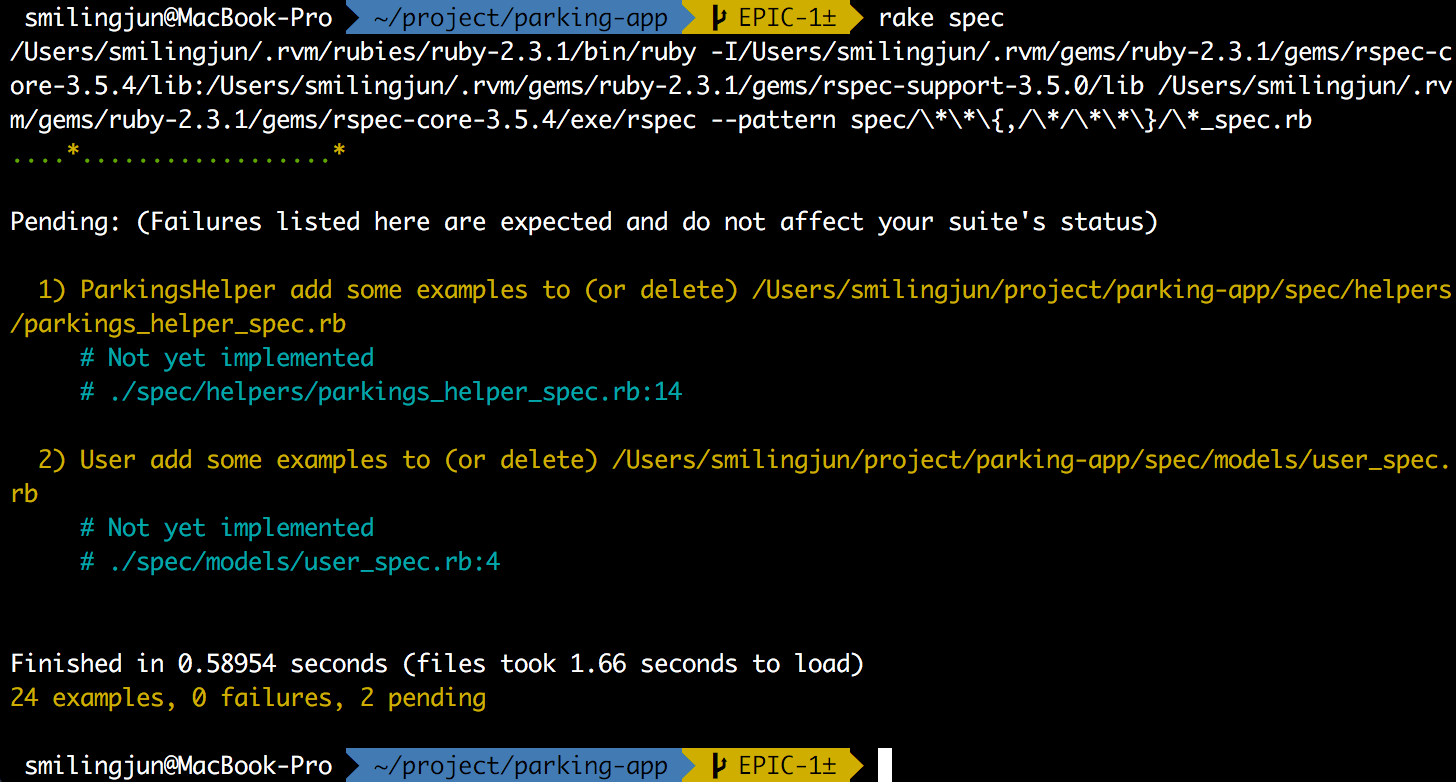 smilingjun@MacBook-Pro ~/project/parking-app EPIC-1± rake spec
/Users/smilingjun/.rvm/rubies/ruby-2.3.1/bin/ruby -I/Users/smilingjun/.rvm/gems/ruby-2.3.1/gems/rspec-c
ore-3.5.4/lib:/Users/smilingjun/.rvm/gems/ruby-2.3.1/gems/rspec-support-3.5.0/lib /Users/smilingjun/.rv
m/gems/ruby-2.3.1/gems/rspec-core-3.5.4/exe/rspec --pattern spec/\*\*\{,/\*/\*\*\}/\*_spec.rb
....*..................*
Pending: (Failures listed here are expected and do not affect your suite's status)
1) ParkingsHelper add some examples to (or delete) /Users/smilingjun/project/parking-app/spec/helpers
/parkings_helper_spec.rb
# Not yet implemented
# ./spec/helpers/parkings_helper_spec.rb:14
2) User add some examples to (or delete) /Users/smilingjun/project/parking-app/spec/models/user_spec.
rb
# Not yet implemented
# ./spec/models/user_spec.rb:4
Finished in 0.58954 seconds (files took 1.66 seconds to load)
24 examples, 0 failures, 2 pending
smilingjun@MacBook-Pro ~/project/parking-app EPIC-1±